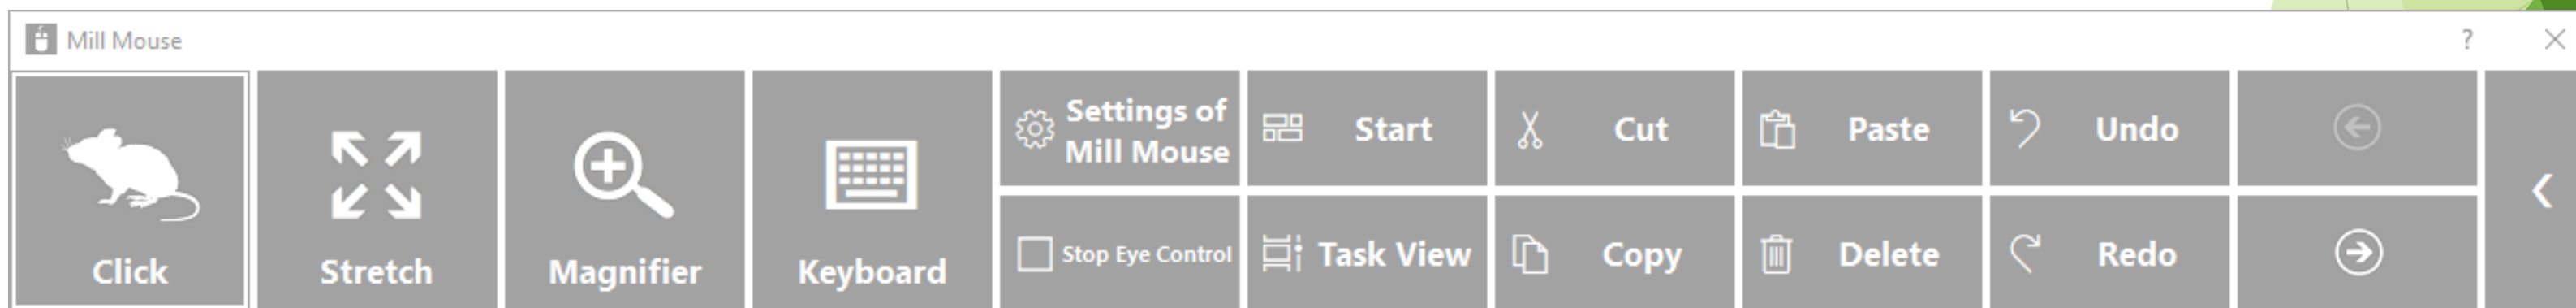 Mill Mouse
?
Click
Stretch
Magnifier
Keyboard
Settings of
Mill Mouse
Start
Cut
Paste
Undo
Stop Eye Control
Task View
Copy
Delete
Redo